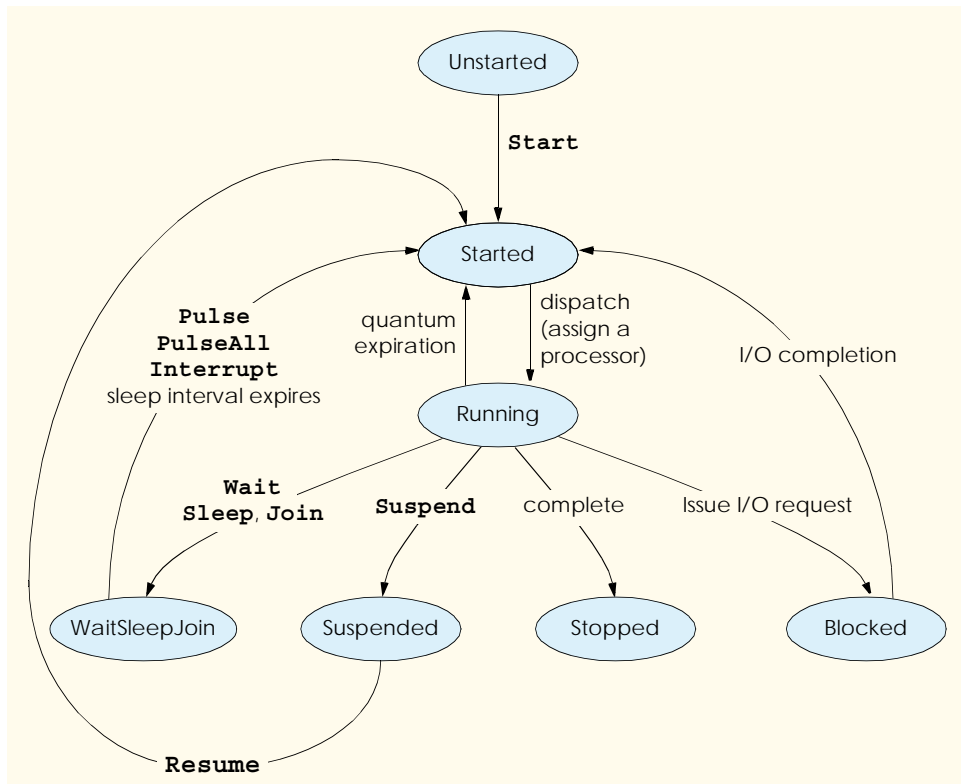 Unstarted
Start
Started
quantum
expiration
dispatch
(assign a
processor)
Pulse
PulseAll
Interrupt
sleep interval expires
I/O completion
Running
Wait
Sleep, Join
Suspend
complete
Issue I/O request
WaitSleepJoin
Suspended
Stopped
Blocked
Resume